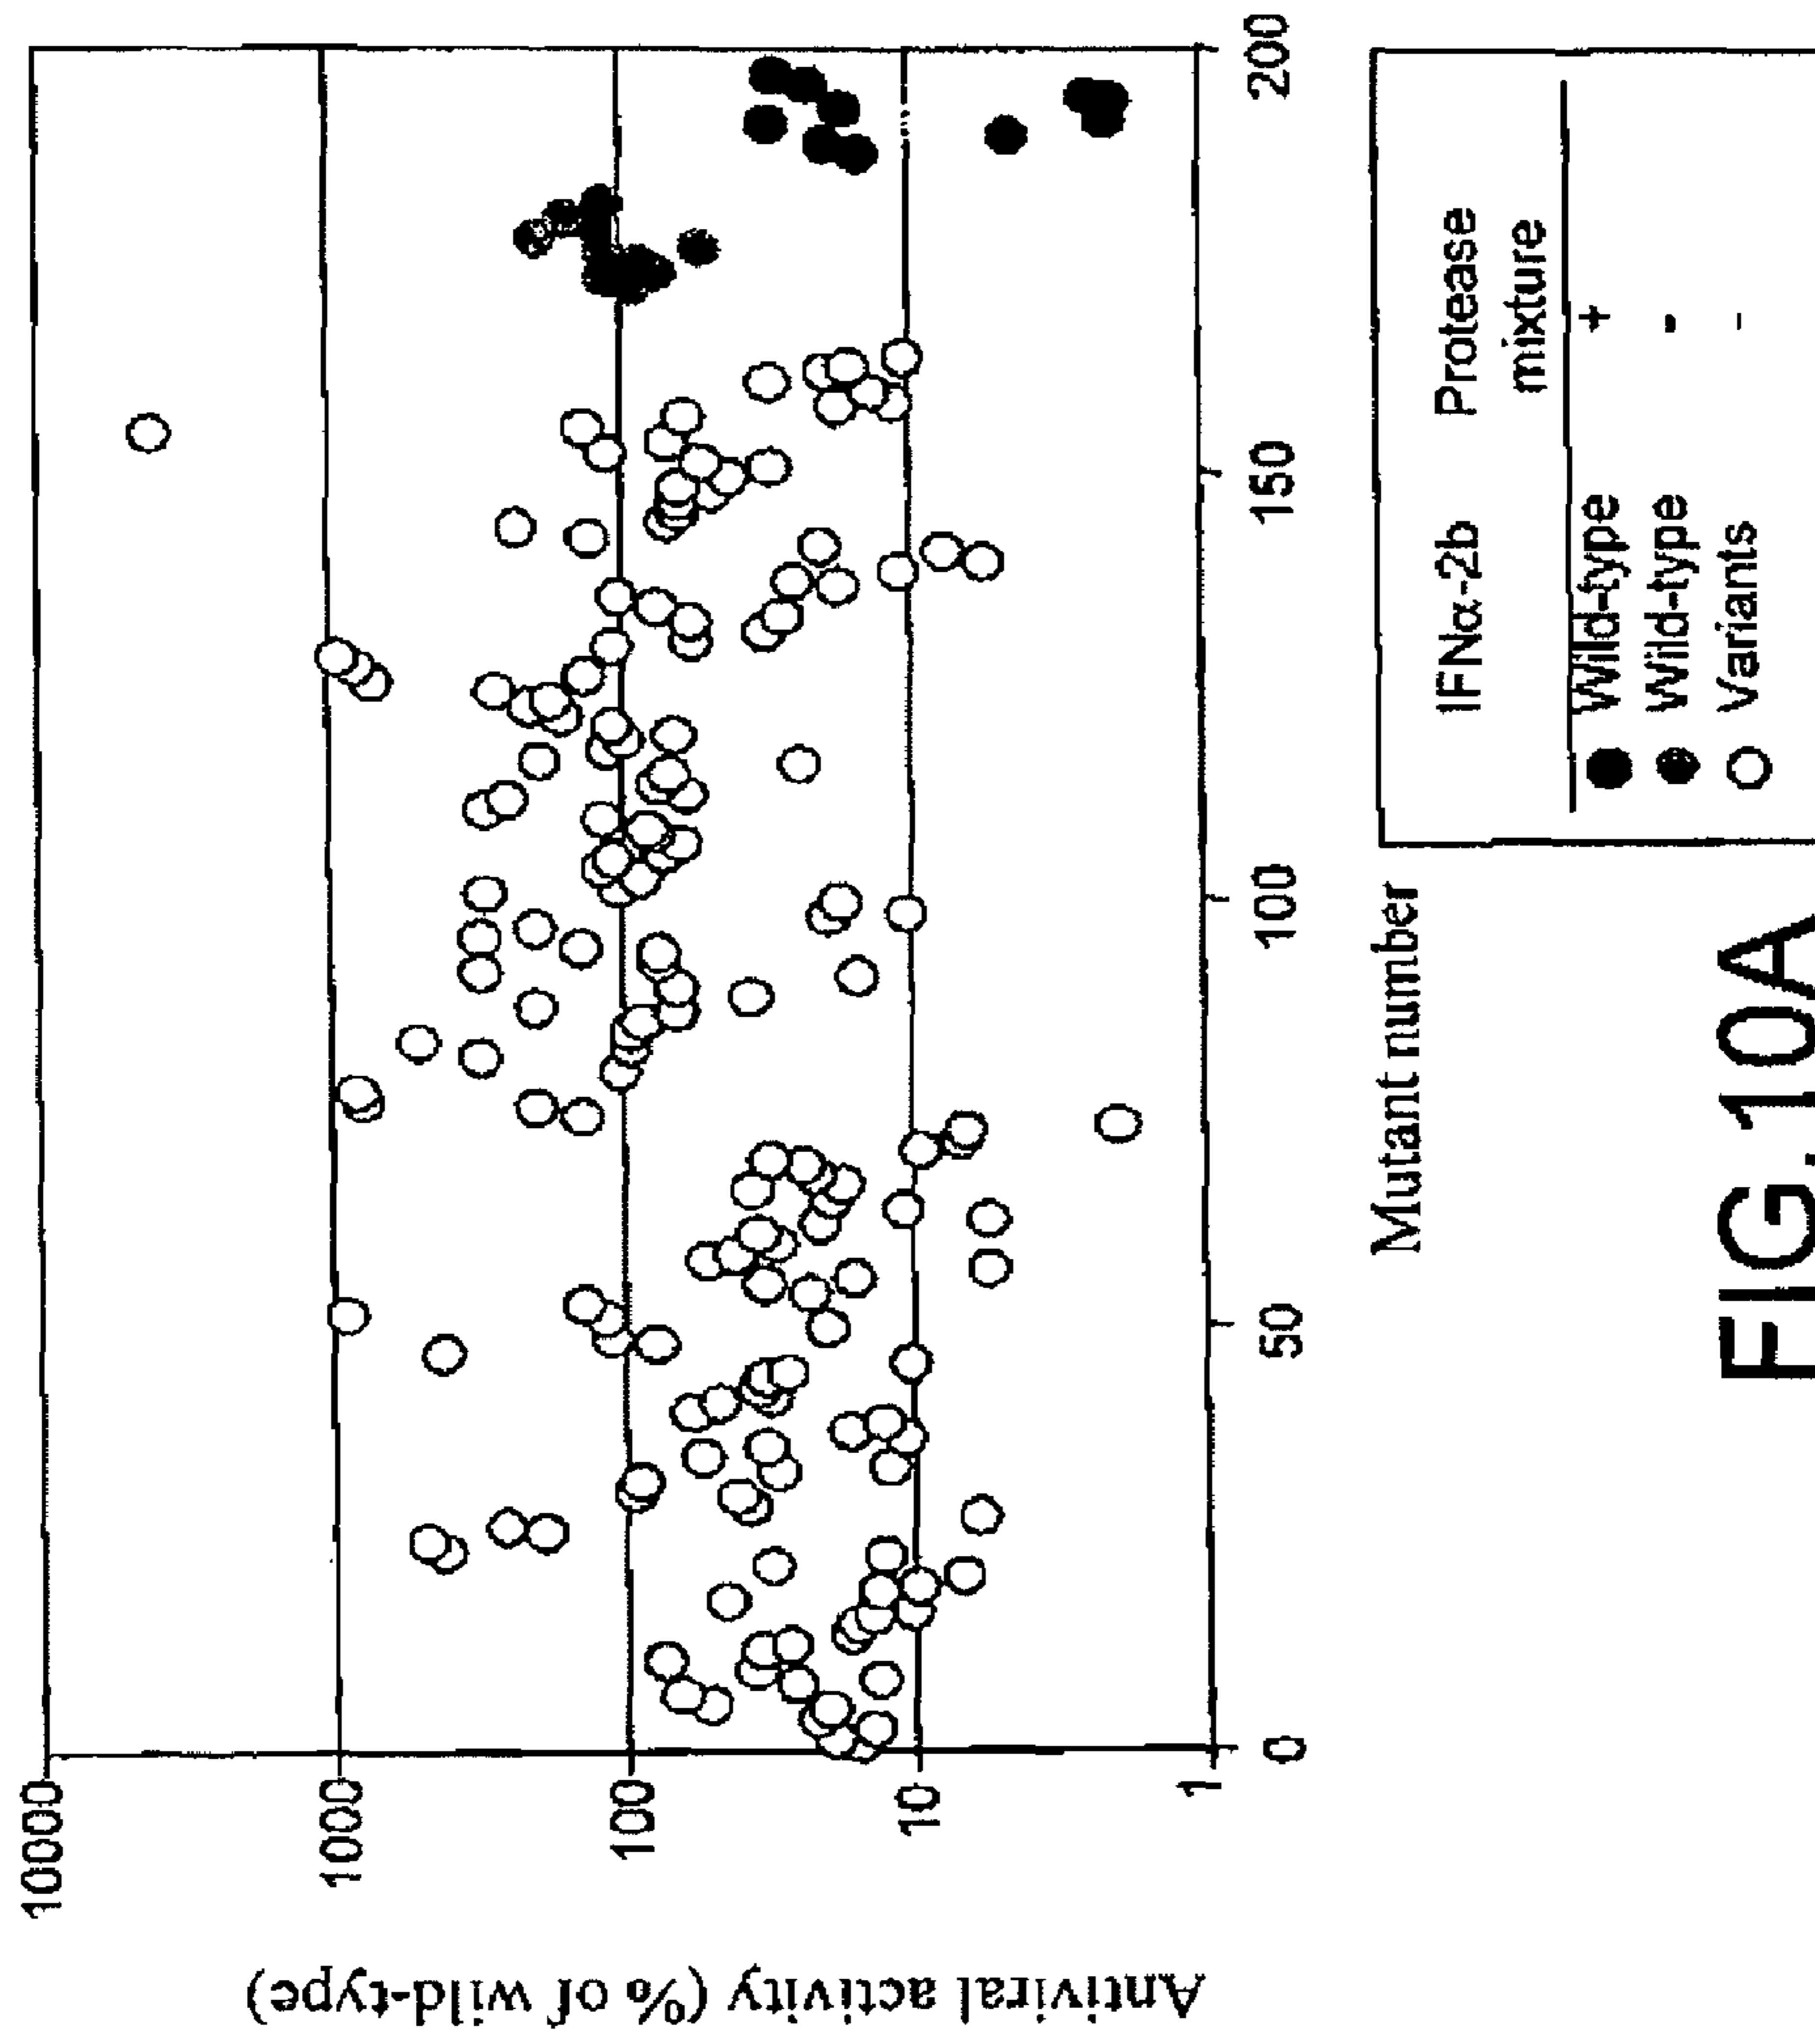 Antiviral activity (% of wild-type)
10000
1000
100
10
1
0
50
100
150
200
Mutant number
IFNα-2b Protease
mixture
Wild-type +
Wild-type -
Variants -
FIG. 10A